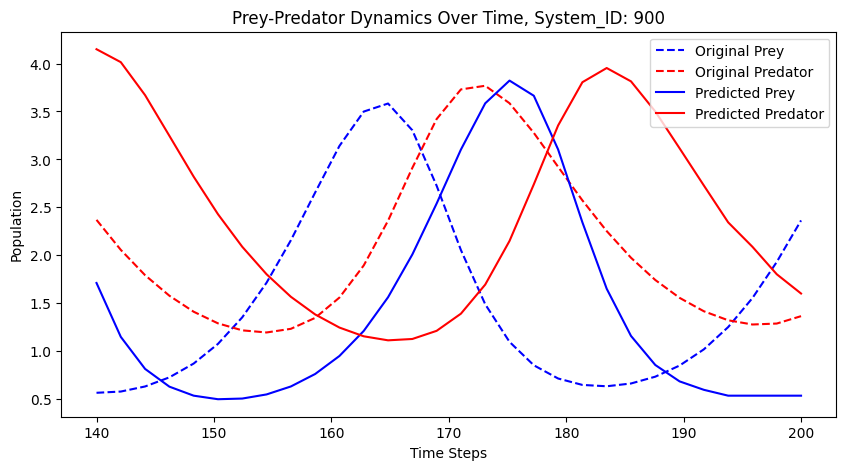 Prey-Predator Dynamics Over Time, System_ID: 900
Original Prey
Original Predator
Predicted Prey
Predicted Predator
Population
4.0
3.5
3.0
2.5
2.0
1.5
1.0
0.5
140 150 160 170 180 190 200
Time Steps